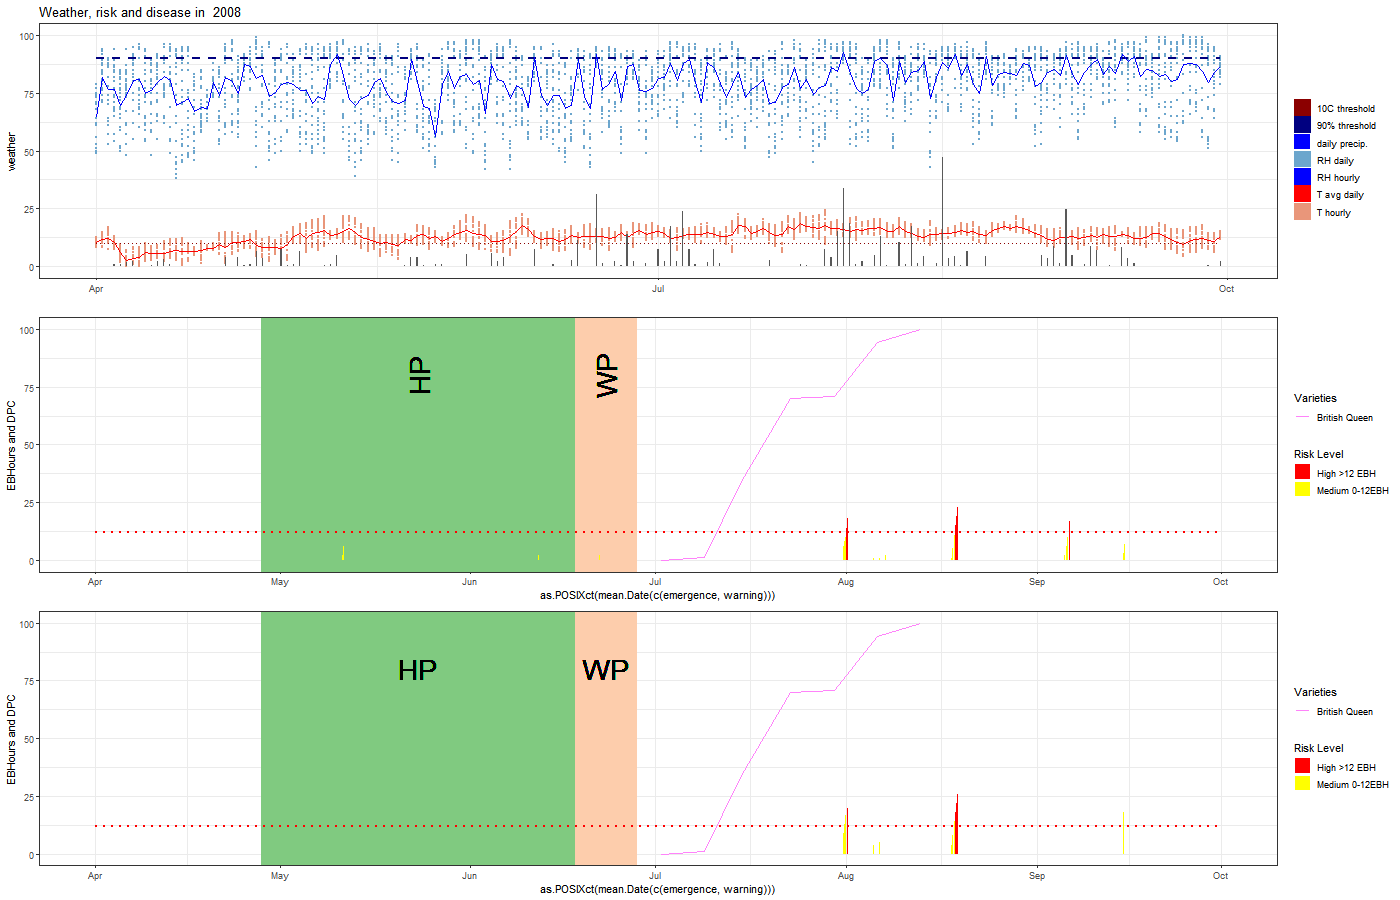 Weather, risk and disease in  2008
weather
100
75
50
25
0
Apr
Jul
Oct
10C threshold
90% threshold
daily precip.
RH daily
RH hourly
T avg daily
T hourly
EBHours and DPC
100
75
50
25
0
HP
WP
Apr
May
Jun
Jul
Aug
Sep
Oct
as.POSIXct(mean.Date(c(emergence, warning)))
Varieties
British Queen
Risk Level
High >12 EBH
Medium 0-12EBH
EBHours and DPC
100
75
50
25
0
HP
WP
Apr
May
Jun
Jul
Aug
Sep
Oct
as.POSIXct(mean.Date(c(emergence, warning)))
Varieties
British Queen
Risk Level
High >12 EBH
Medium 0-12EBH